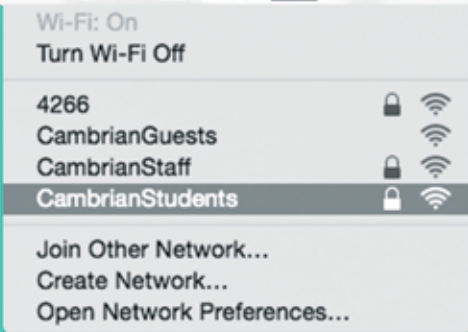 Wi-Fi: On
Turn Wi-Fi Off
4266
CambrianGuests
CambrianStaff
CambrianStudents
Join Other Network...
Create Network...
Open Network Preferences...